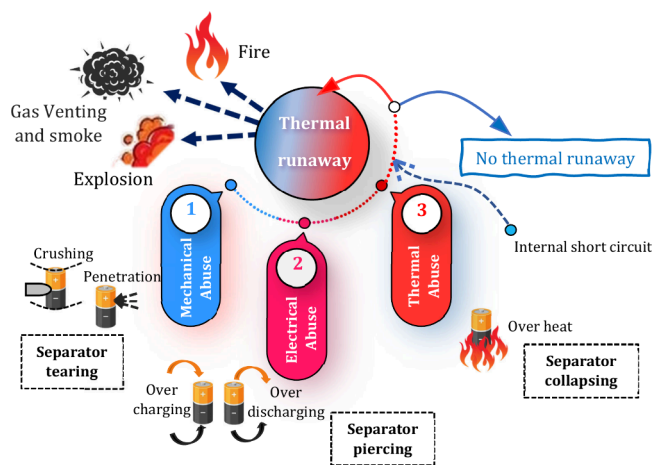 Fire
Gas Venting
and smoke
Explosion
Thermal
runaway
No thermal runaway
1
Mechanical
Abuse
2
Electrical
Abuse
3
Thermal
Abuse
Internal short circuit
Crushing
Penetration
Separator
tearing
Over
charging
Over
discharging
Separator
piercing
Over heat
Separator
collapsing